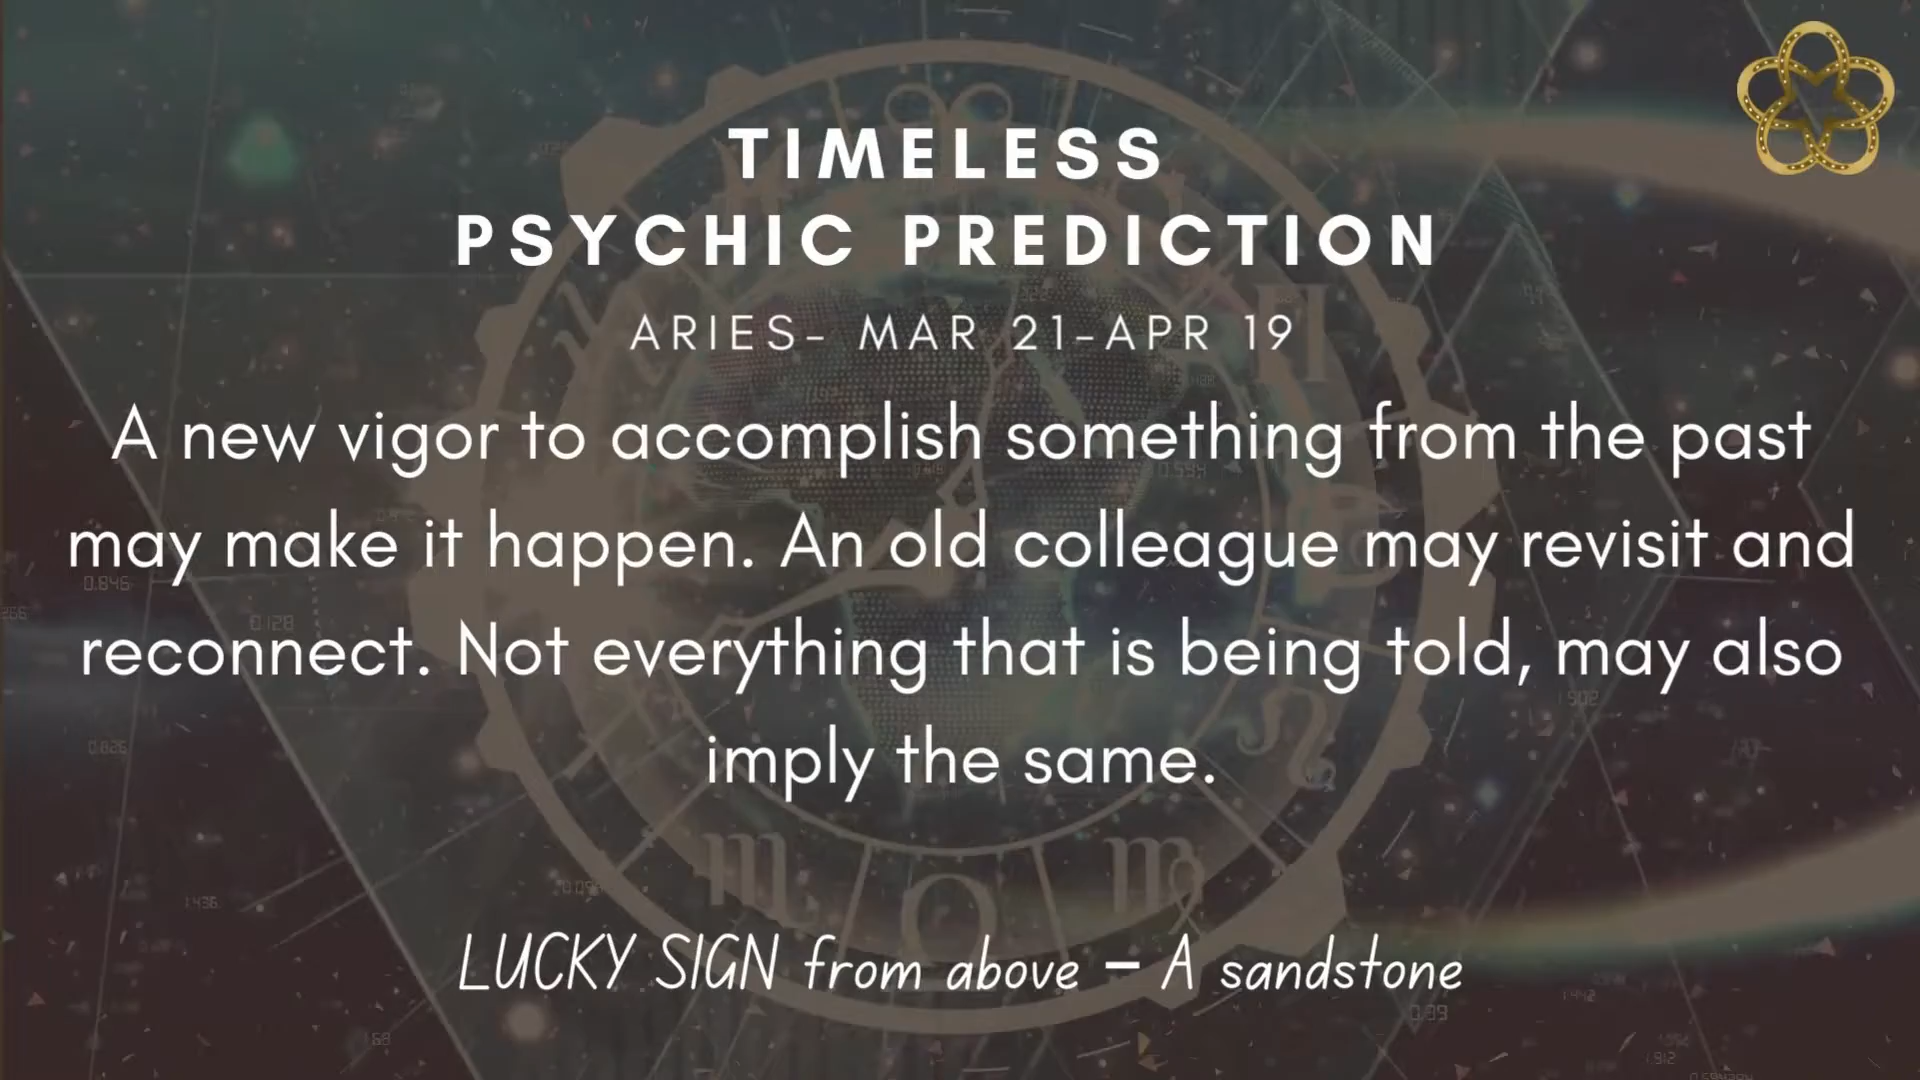 TIMELESS
PSYCHIC PREDICTION
ARIES- MAR 21-APR 19
A new vigor to accomplish something from the past
may make it happen. An old colleague may revisit and
reconnect. Not everything that is being told, may also
imply the same.
LUCKY SIGN from above – A sandstone